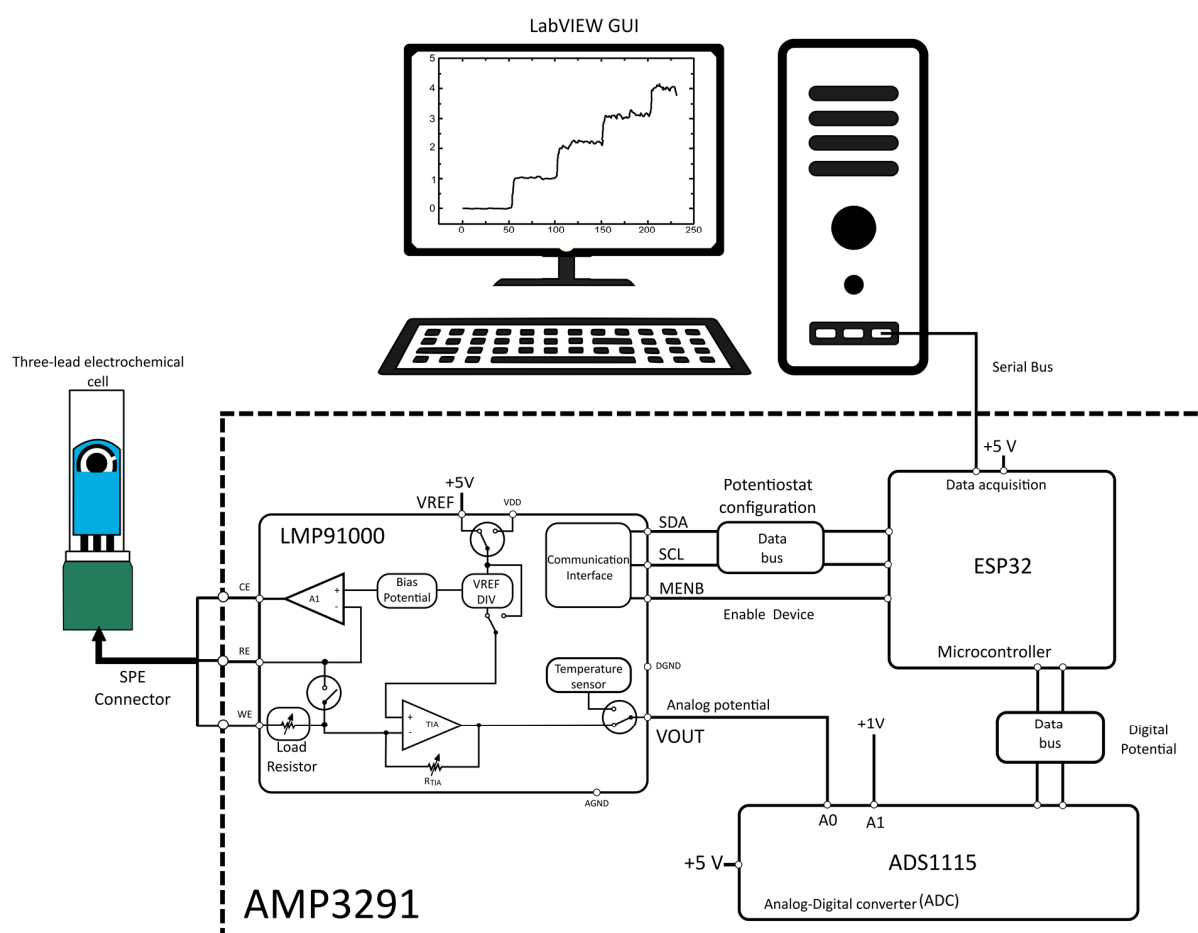 LabVIEW GUI
5
4
3
2
1
0
0
50
100
150
200
250
Three-lead electrochemical
cell
SPE
Connector
Serial Bus
+5 V
Data acquisition
ESP32
Microcontroller
Potentiostat
configuration
Data
bus
SDA
SCL
MENB
Enable Device
+5V
VREF
VDD
LMP91000
Communication
Interface
Bias
Potential
VREF
DIV
A1
+
-
CE
RE
WE
Load
Resistor
+
-
TIA
RTIA
Temperature
sensor
DGND
Analog potential
VOUT
AGND
+1V
Data
bus
Digital
Potential
A0
A1
+5 V
ADS1115
Analog-Digital converter (ADC)
AMP3291